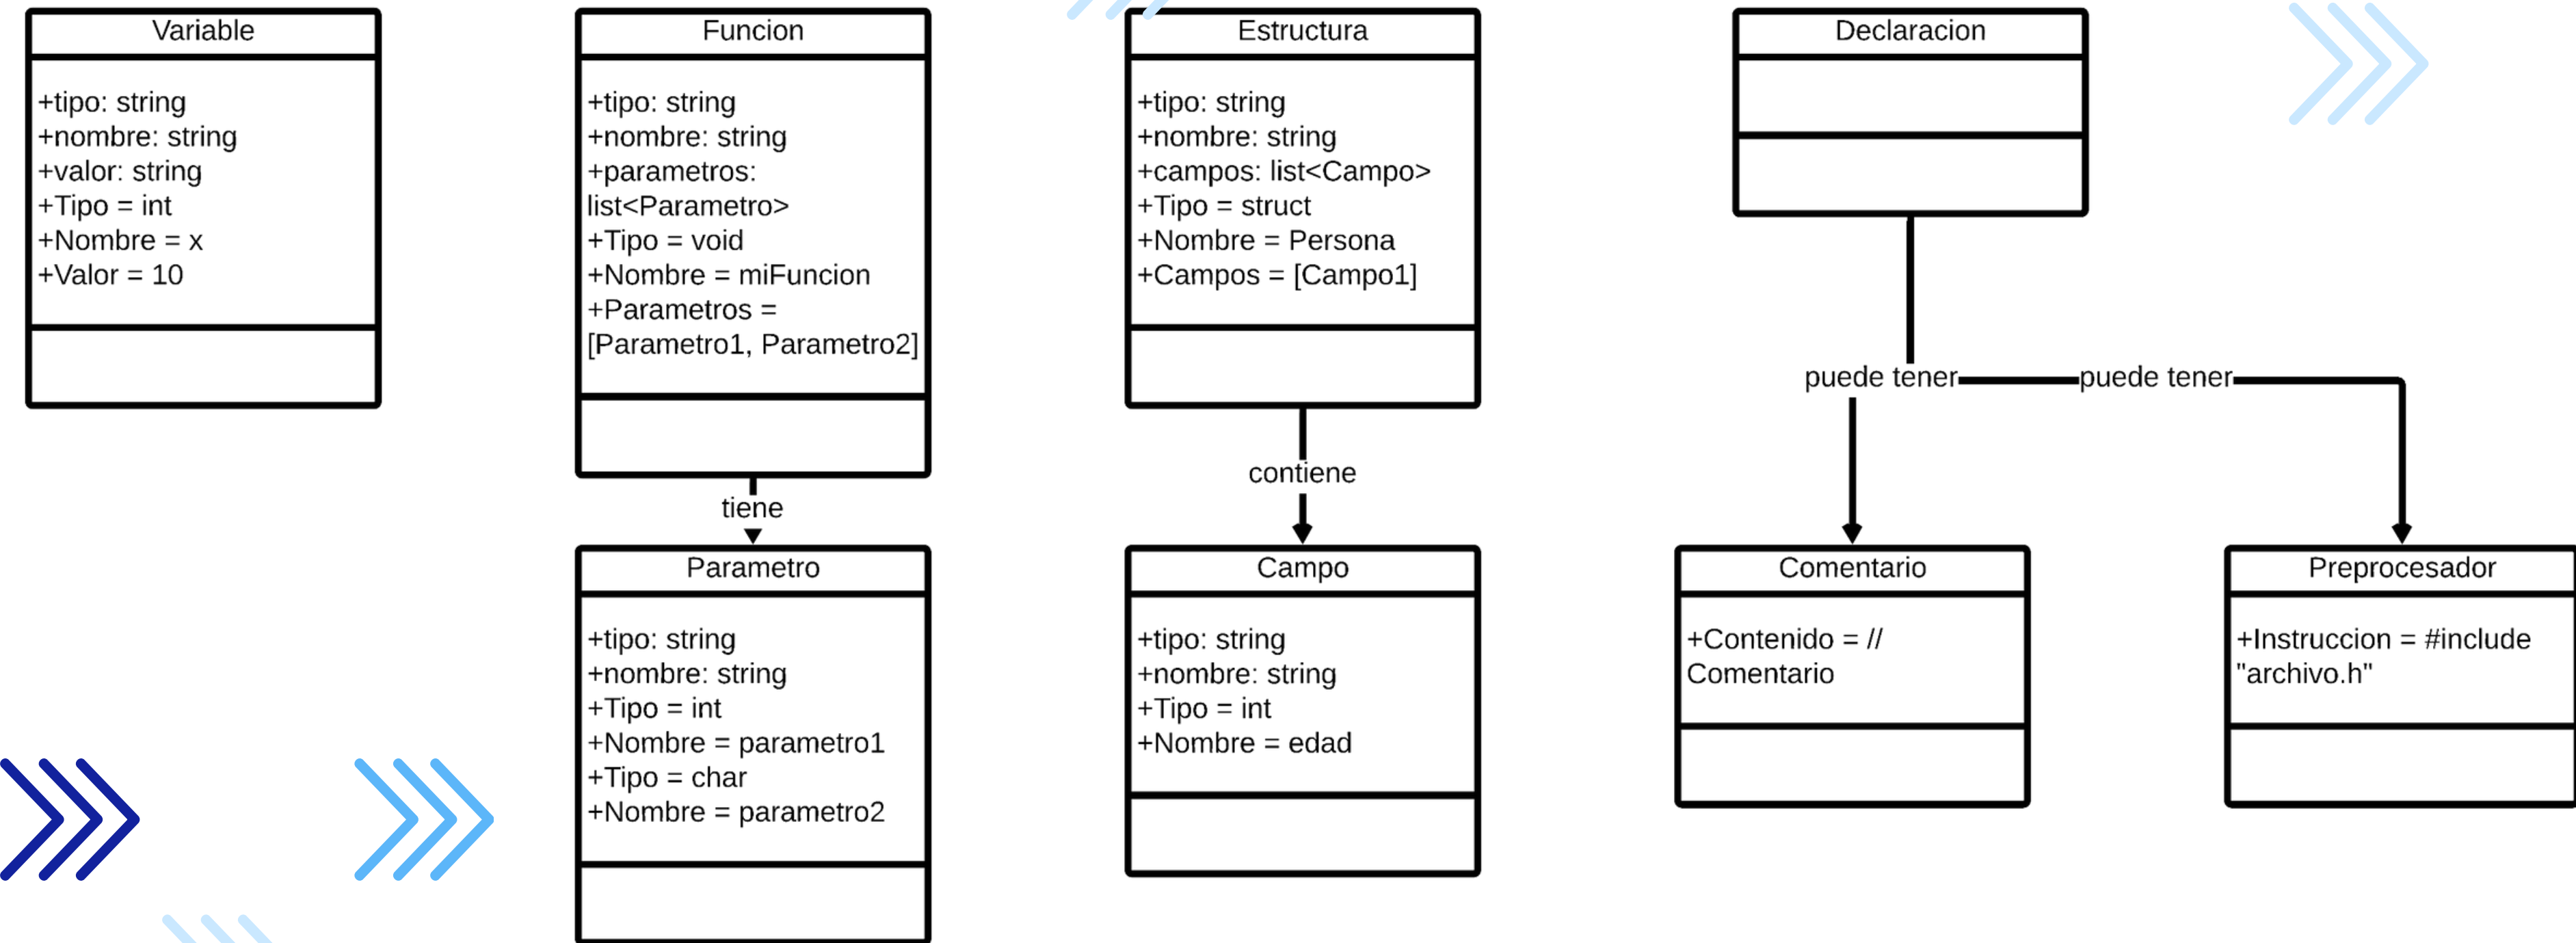 Variable
+tipo: string
+nombre: string
+valor: string
+Tipo = int
+Nombre = x
+Valor = 10
Funcion
+tipo: string
+nombre: string
+parametros:
list<Parametro>
+Tipo = void
+Nombre = miFuncion
+Parametros =
[Parametro1, Parametro2]
tiene
Parametro
+tipo: string
+nombre: string
+Tipo = int
+Nombre = parametro1
+Tipo = char
+Nombre = parametro2
Estructura
+tipo: string
+nombre: string
+campos: list<Campo>
+Tipo = struct
+Nombre = Persona
+Campos = [Campo1]
contiene
Campo
+tipo: string
+nombre: string
+Tipo = int
+Nombre = edad
Declaracion
puede tener
puede tener
Comentario
+Contenido = //
Comentario
Preprocesador
+Instruccion = #include
"archivo.h"